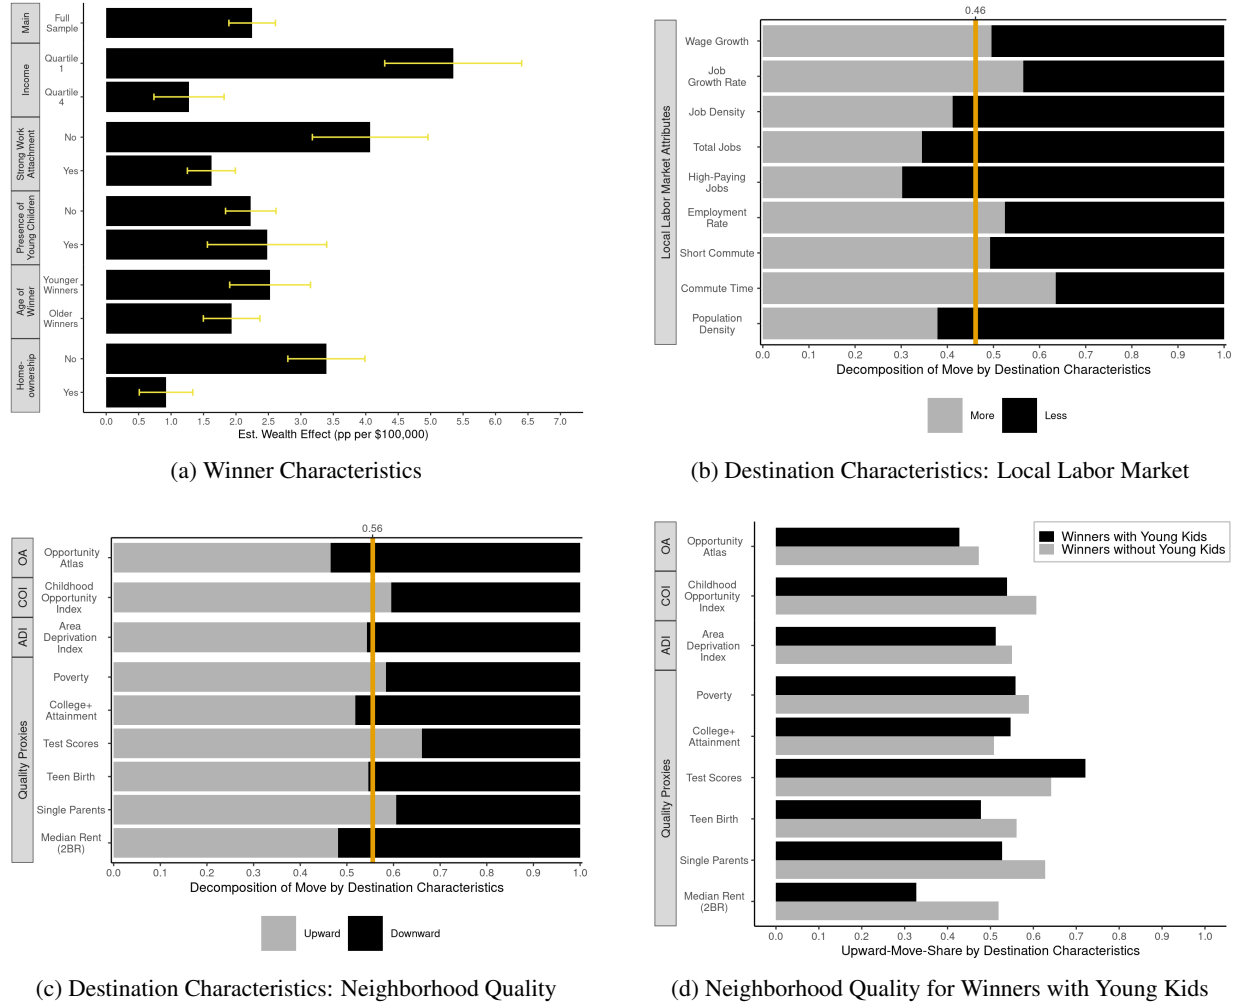 Main
Full
Sample
Income
Quartile
1
Quartile
4
Strong Work
Attachment
No
Yes
Presence of
Young Children
No
Yes
Age of
Winner
Younger
Winners
Older
Winners
Home-
ownership
No
Yes
0.0 0.5 1.0 1.5 2.0 2.5 3.0 3.5 4.0 4.5 5.0 5.5 6.0 6.5 7.0
Est. Wealth Effect (pp per $100,000)
(a) Winner Characteristics
0.46
Local Labor Market Attributes
Wage Growth
Job
Growth Rate
Job Density
Total Jobs
High-Paying
Jobs
Employment
Rate
Short Commute
Commute Time
Population
Density
0.0 0.1 0.2 0.3 0.4 0.5 0.6 0.7 0.8 0.9 1.0
Decomposition of Move by Destination Characteristics
More Less
(b) Destination Characteristics: Local Labor Market
0.56
OA
Opportunity
Atlas
COI
Childhood
Opportunity
Index
ADI
Area
Deprivation
Index
Quality Proxies
Poverty
College+
Attainment
Test Scores
Teen Birth
Single Parents
Median Rent
(2BR)
0.0 0.1 0.2 0.3 0.4 0.5 0.6 0.7 0.8 0.9 1.0
Decomposition of Move by Destination Characteristics
Upward Downward
(c) Destination Characteristics: Neighborhood Quality
Winners with Young Kids
Winners without Young Kids
OA
Opportunity
Atlas
COI
Childhood
Opportunity
Index
ADI
Area
Deprivation
Index
Quality Proxies
Poverty
College+
Attainment
Test Scores
Teen Birth
Single Parents
Median Rent
(2BR)
0.0 0.1 0.2 0.3 0.4 0.5 0.6 0.7 0.8 0.9 1.0
Upward-Move-Share by Destination Characteristics
(d) Neighborhood Quality for Winners with Young Kids